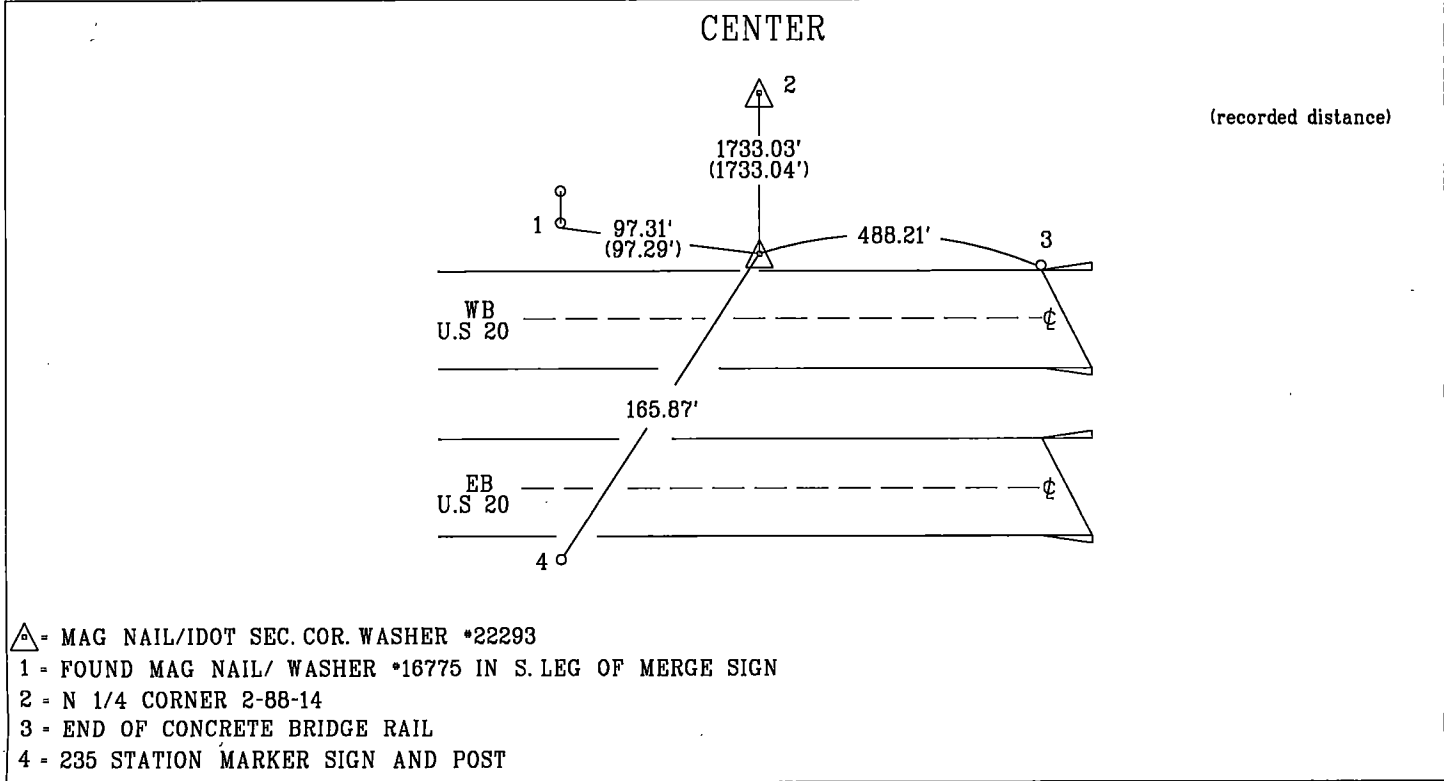 CENTER
2
(recorded distance)
1733.03'
(1733.04')
1
97.31'
(97.29')
488.21'
3
WB
U.S 20
℄
165.87'
EB
U.S 20
℄
4
= MAG NAIL/IDOT SEC. COR. WASHER *22293
1 = FOUND MAG NAIL/ WASHER *16775 IN S. LEG OF MERGE SIGN
2 = N 1/4 CORNER 2-88-14
3 = END OF CONCRETE BRIDGE RAIL
4 = 235 STATION MARKER SIGN AND POST